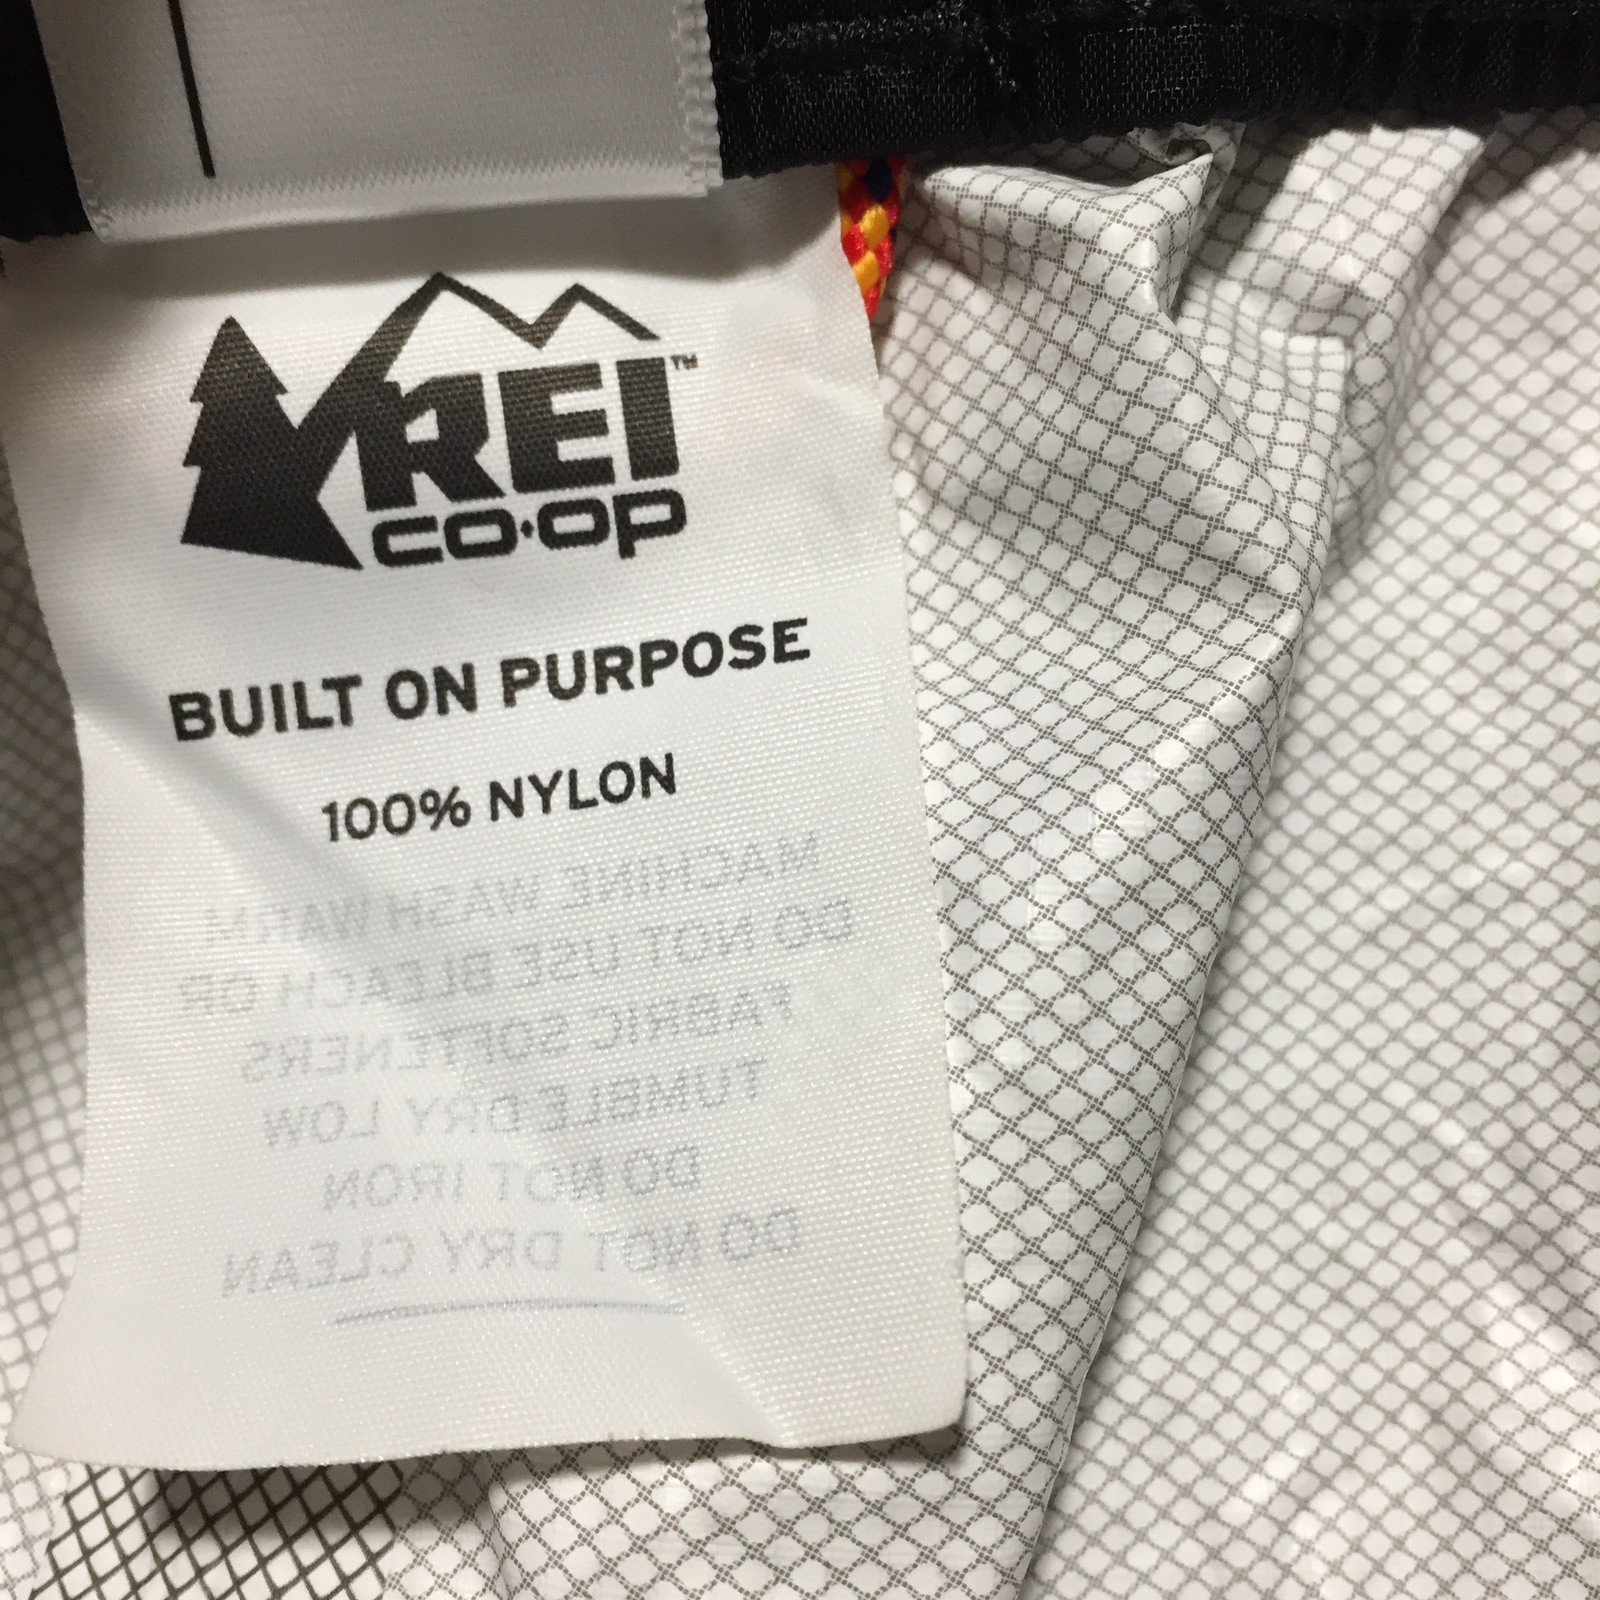 REI™
CO·OP
BUILT ON PURPOSE
100% NYLON
MACHINE WASH
DO NOT USE BLEACH OR
FABRIC SOFTENERS
TUMBLE DRY LOW
DO NOT IRON
DO NOT DRY CLEAN